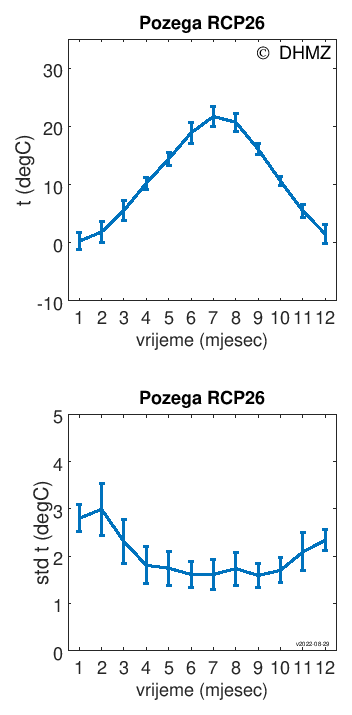 Pozega RCP26
© DHMZ
30
20
10
0
-10
t (degC)
1 2 3 4 5 6 7 8 9 10 11 12
vrijeme (mjesec)
Pozega RCP26
5
4
3
2
1
0
std t (degC)
v2022-08-29
1 2 3 4 5 6 7 8 9 10 11 12
vrijeme (mjesec)